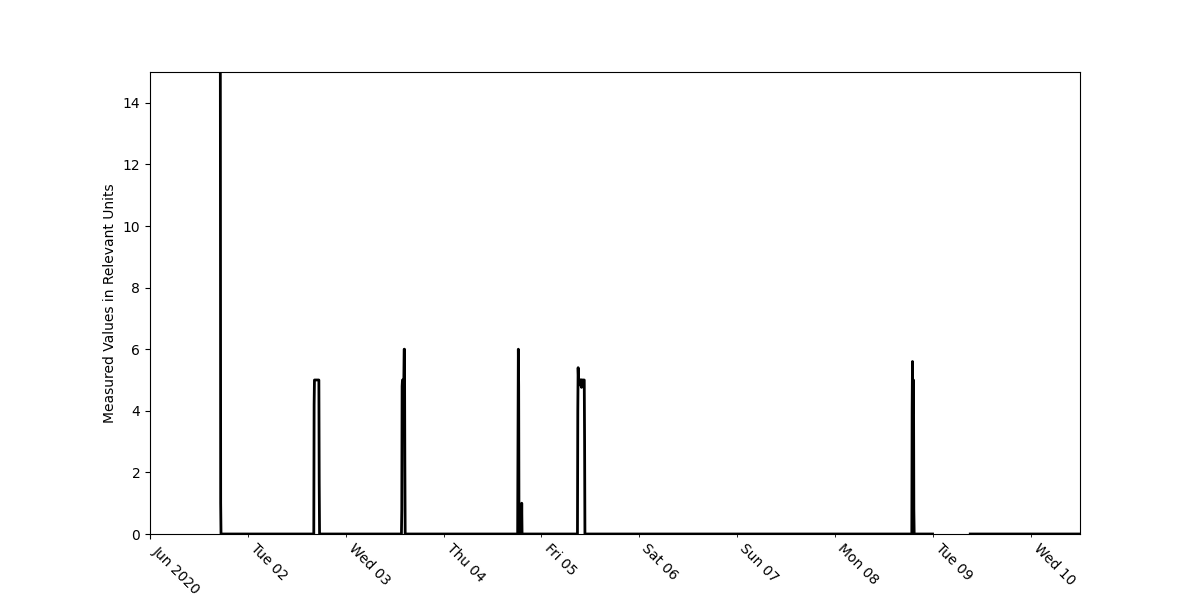 14
12
10
8
6
4
2
0
Measured Values in Relevant Units
Jun 2020
Tue 02
Wed 03
Thu 04
Fri 05
Sat 06
Sun 07
Mon 08
Tue 09
Wed 10